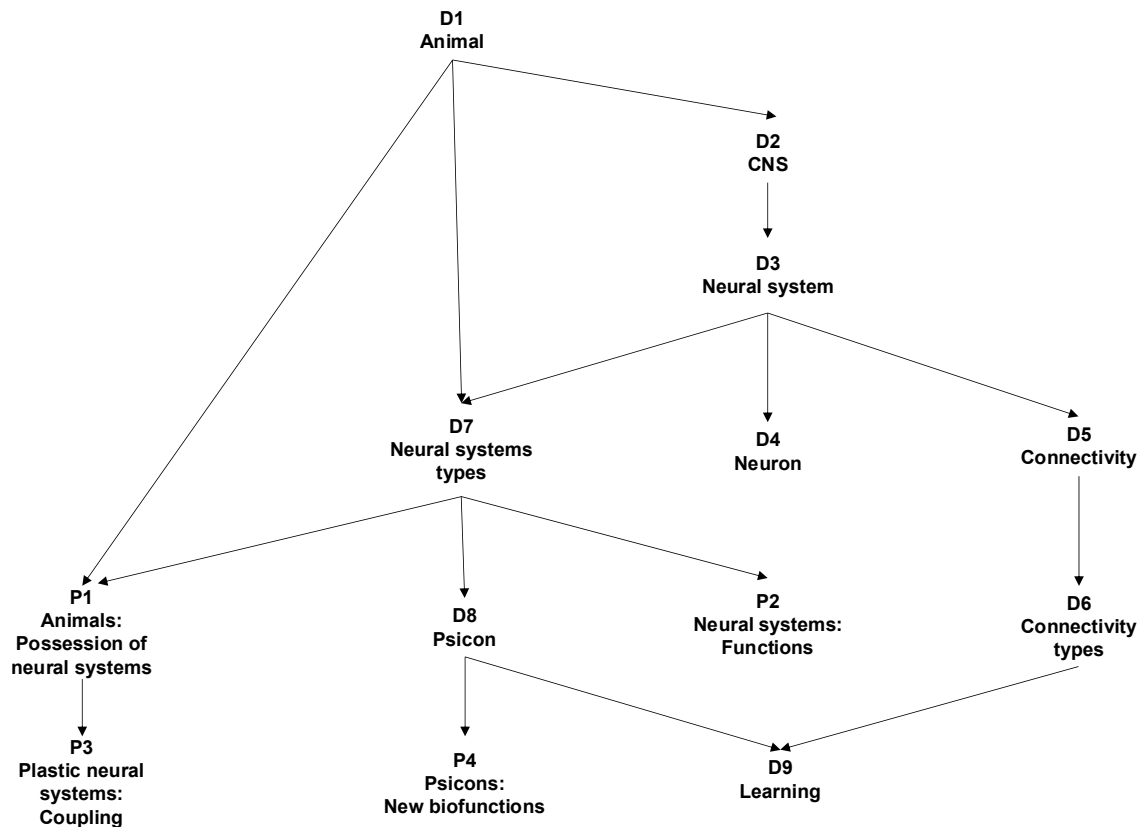 D1
Animal
D2
CNS
D3
Neural system
D7
Neural systems
types
D4
Neuron
D5
Connectivity
P1
Animals:
Possession of
neural systems
D8
Psicon
P2
Neural systems:
Functions
D6
Connectivity
types
P3
Plastic neural
systems:
Coupling
P4
Psicons:
New biofunctions
D9
Learning